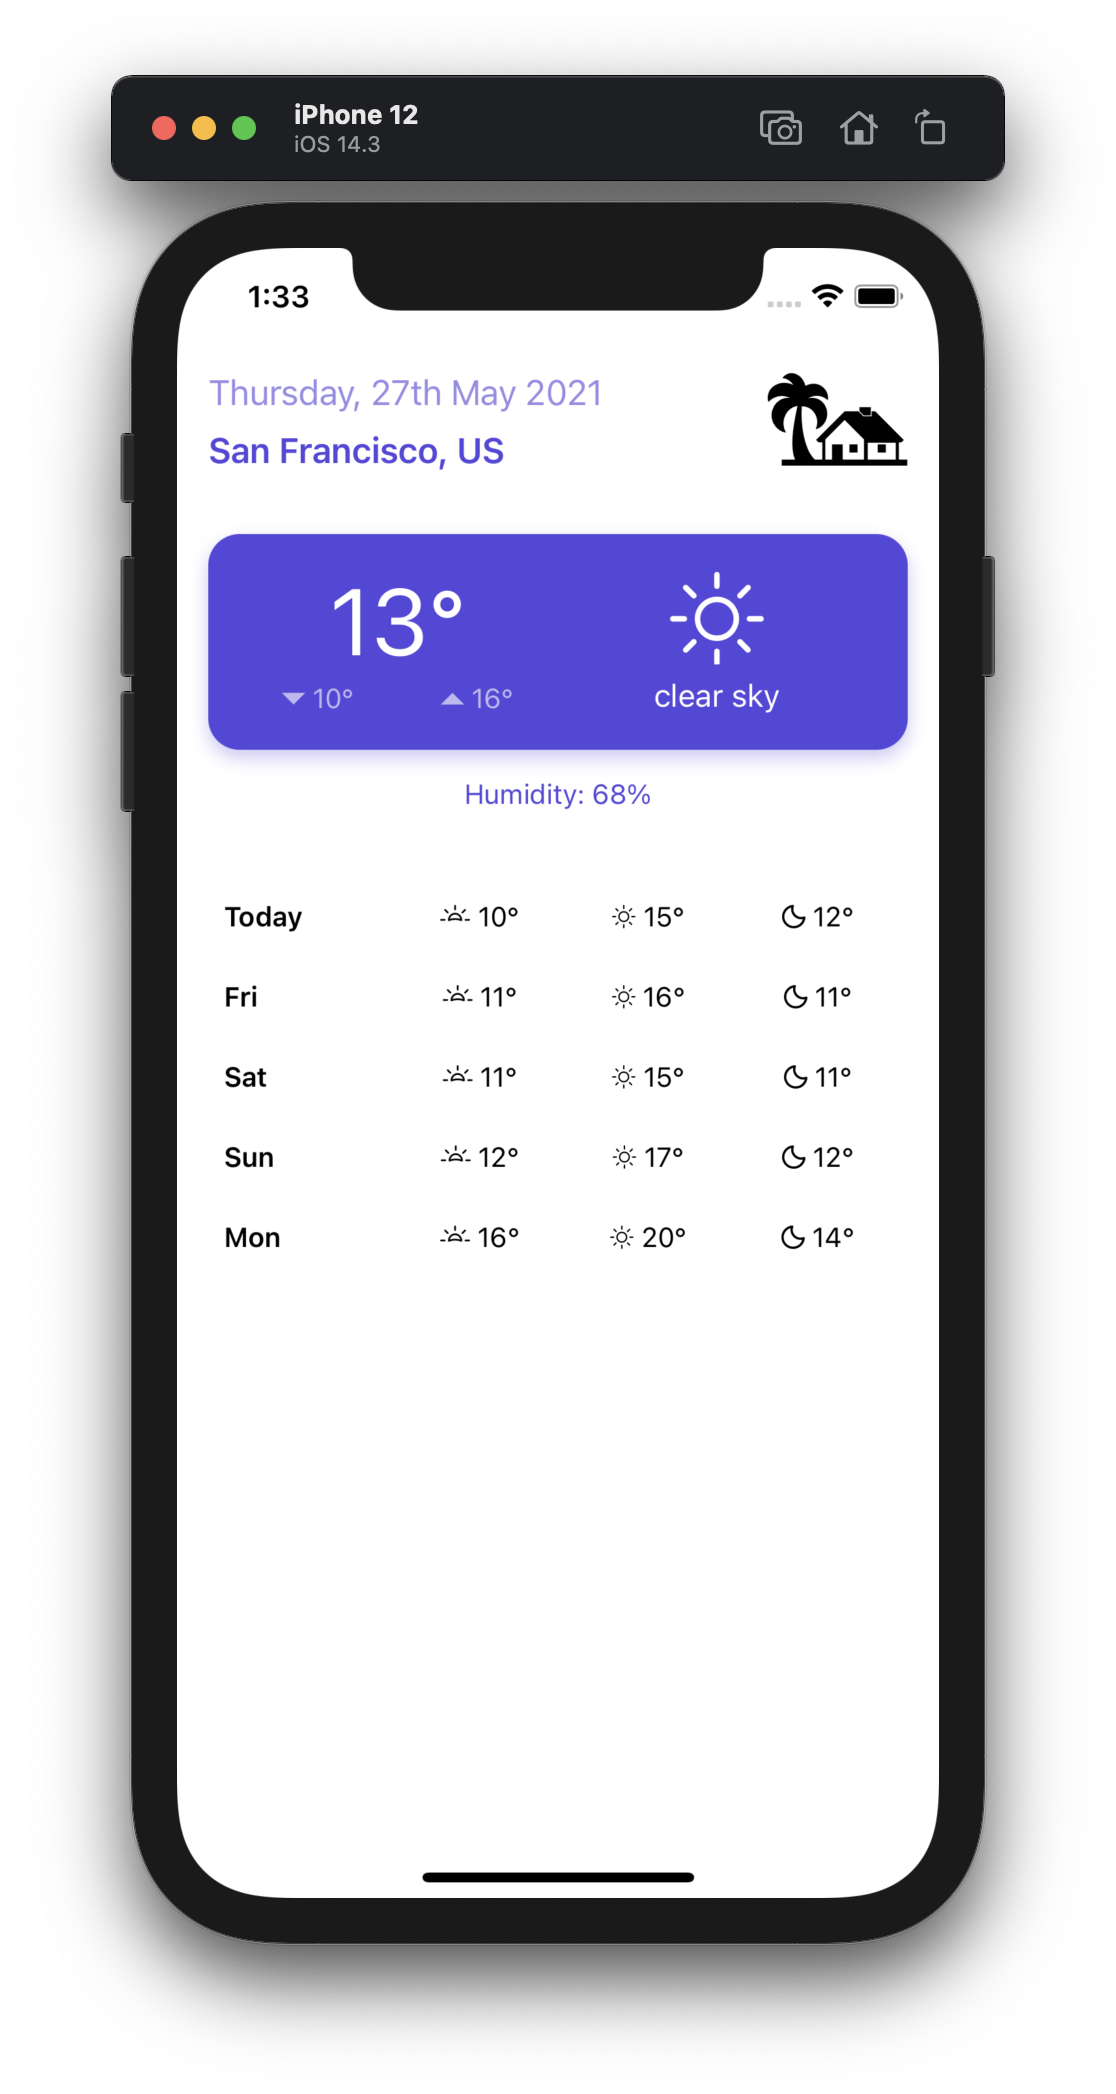 iPhone 12
iOS 14.3
1:33
Thursday, 27th May 2021
San Francisco, US
13°
10° 16°
clear sky
Humidity: 68%
Today 10° 15° 12°
Fri 11° 16° 11°
Sat 11° 15° 11°
Sun 12° 17° 12°
Mon 16° 20° 14°